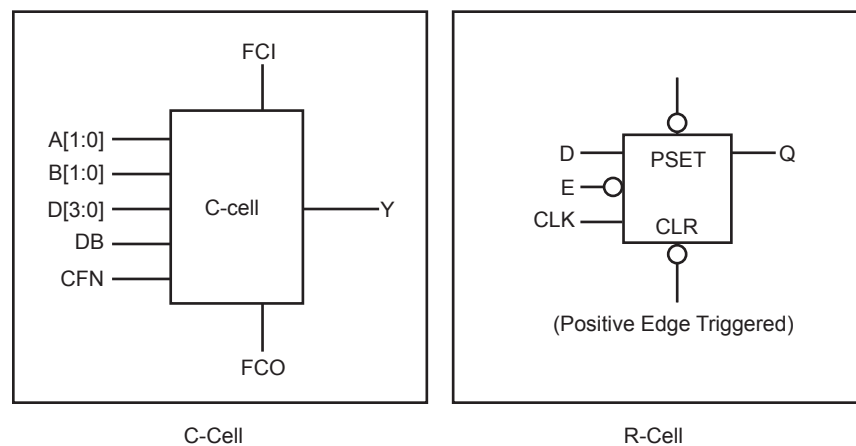 FCI
A[1:0]
B[1:0]
D[3:0]
DB
CFN
C-cell
Y
FCO
C-Cell
D
E
CLK
PSET
CLR
Q
(Positive Edge Triggered)
R-Cell